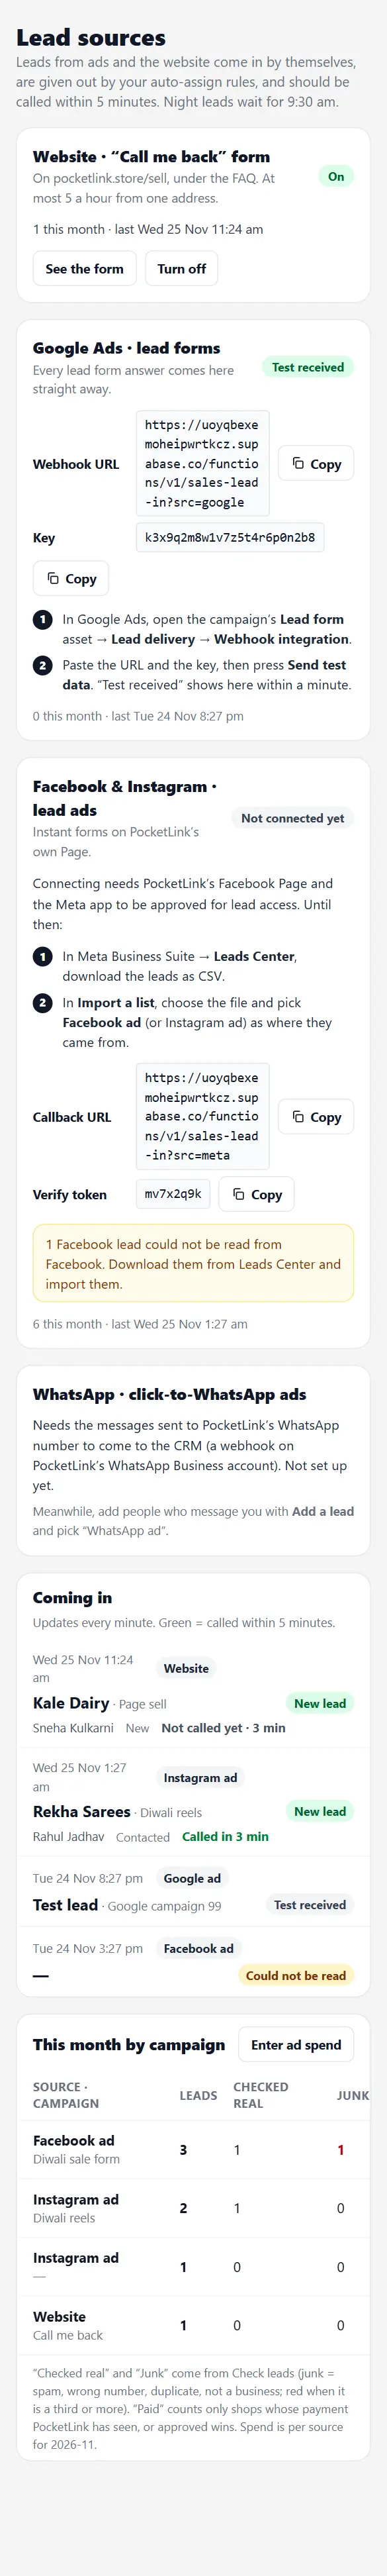 Lead sources
Leads from ads and the website come in by themselves,
are given out by your auto-assign rules, and should be
called within 5 minutes. Night leads wait for 9:30 am.
Website · “Call me back” form
On pocketlink.store/sell, under the FAQ. At
most 5 a hour from one address.
On
1 this month · last Wed 25 Nov 11:24 am
See the form
Turn off
Google Ads · lead forms
Every lead form answer comes here
straight away.
Test received
Webhook URL
https://uoyqbexe
moheipwrtkcz.sup
abase.co/functio
ns/v1/sales-lead
-in?src=google
Copy
Key
k3x9q2m8w1v7z5t4r6p0n2b8
Copy
1 In Google Ads, open the campaign’s Lead form
asset → Lead delivery → Webhook integration.
2 Paste the URL and the key, then press Send test
data. “Test received” shows here within a minute.
0 this month · last Tue 24 Nov 8:27 pm
Facebook & Instagram ·
lead ads
Instant forms on PocketLink’s
own Page.
Not connected yet
Connecting needs PocketLink’s Facebook Page and
the Meta app to be approved for lead access. Until
then:
1 In Meta Business Suite → Leads Center,
download the leads as CSV.
2 In Import a list, choose the file and pick
Facebook ad (or Instagram ad) as where they
came from.
Callback URL
https://uoyqbexe
moheipwrtkcz.sup
abase.co/functio
ns/v1/sales-lead
-in?src=meta
Copy
Verify token
mv7x2q9k
Copy
1 Facebook lead could not be read from
Facebook. Download them from Leads Center and
import them.
6 this month · last Wed 25 Nov 1:27 am
WhatsApp · click-to-WhatsApp ads
Needs the messages sent to PocketLink’s WhatsApp
number to come to the CRM (a webhook on
PocketLink’s WhatsApp Business account). Not set up
yet.
Meanwhile, add people who message you with Add a lead
and pick “WhatsApp ad”.
Coming in
Updates every minute. Green = called within 5 minutes.
Wed 25 Nov 11:24
am
Website
Kale Dairy · Page sell
New lead
Sneha Kulkarni New Not called yet · 3 min
Wed 25 Nov 1:27
am
Instagram ad
Rekha Sarees · Diwali reels
New lead
Rahul Jadhav Contacted Called in 3 min
Tue 24 Nov 8:27 pm
Google ad
Test lead · Google campaign 99
Test received
Tue 24 Nov 3:27 pm
Facebook ad
—
Could not be read
This month by campaign
Enter ad spend
SOURCE ·
CAMPAIGN
LEADS
CHECKED
REAL
JUNK
Facebook ad
Diwali sale form
3 1 1
Instagram ad
Diwali reels
2 1 0
Instagram ad
—
1 0 0
Website
Call me back
1 0 0
“Checked real” and “Junk” come from Check leads (junk =
spam, wrong number, duplicate, not a business; red when it
is a third or more). “Paid” counts only shops whose payment
PocketLink has seen, or approved wins. Spend is per source
for 2026-11.